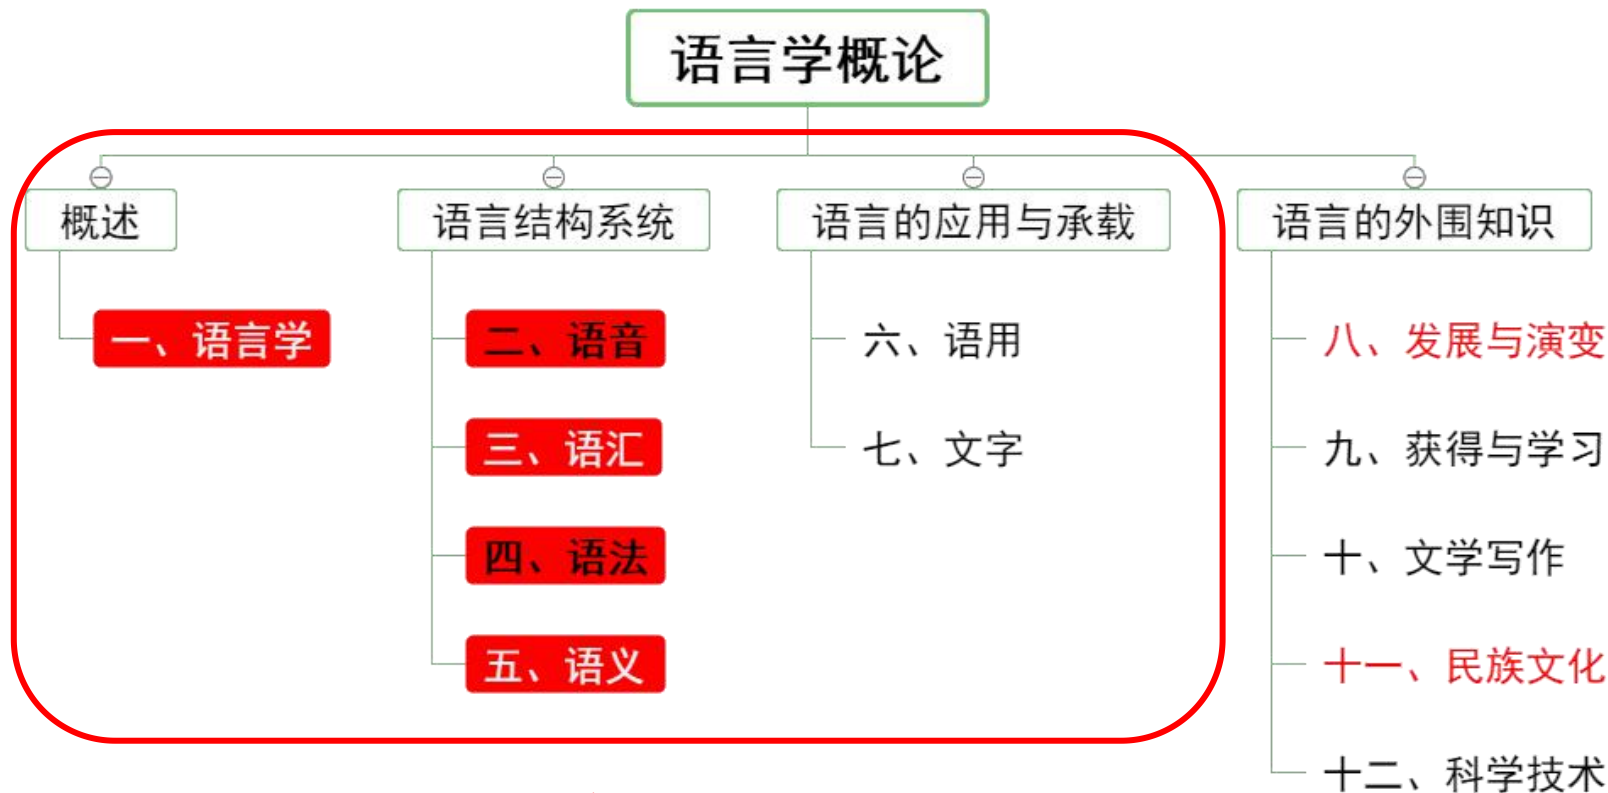 语言学概论
概述
一、语言学
语言结构系统
二、语音
三、语汇
四、语法
五、语义
语言的应用与承载
六、语用
七、文字
语言的外围知识
八、发展与演变
九、获得与学习
十、文学写作
十一、民族文化
十二、科学技术